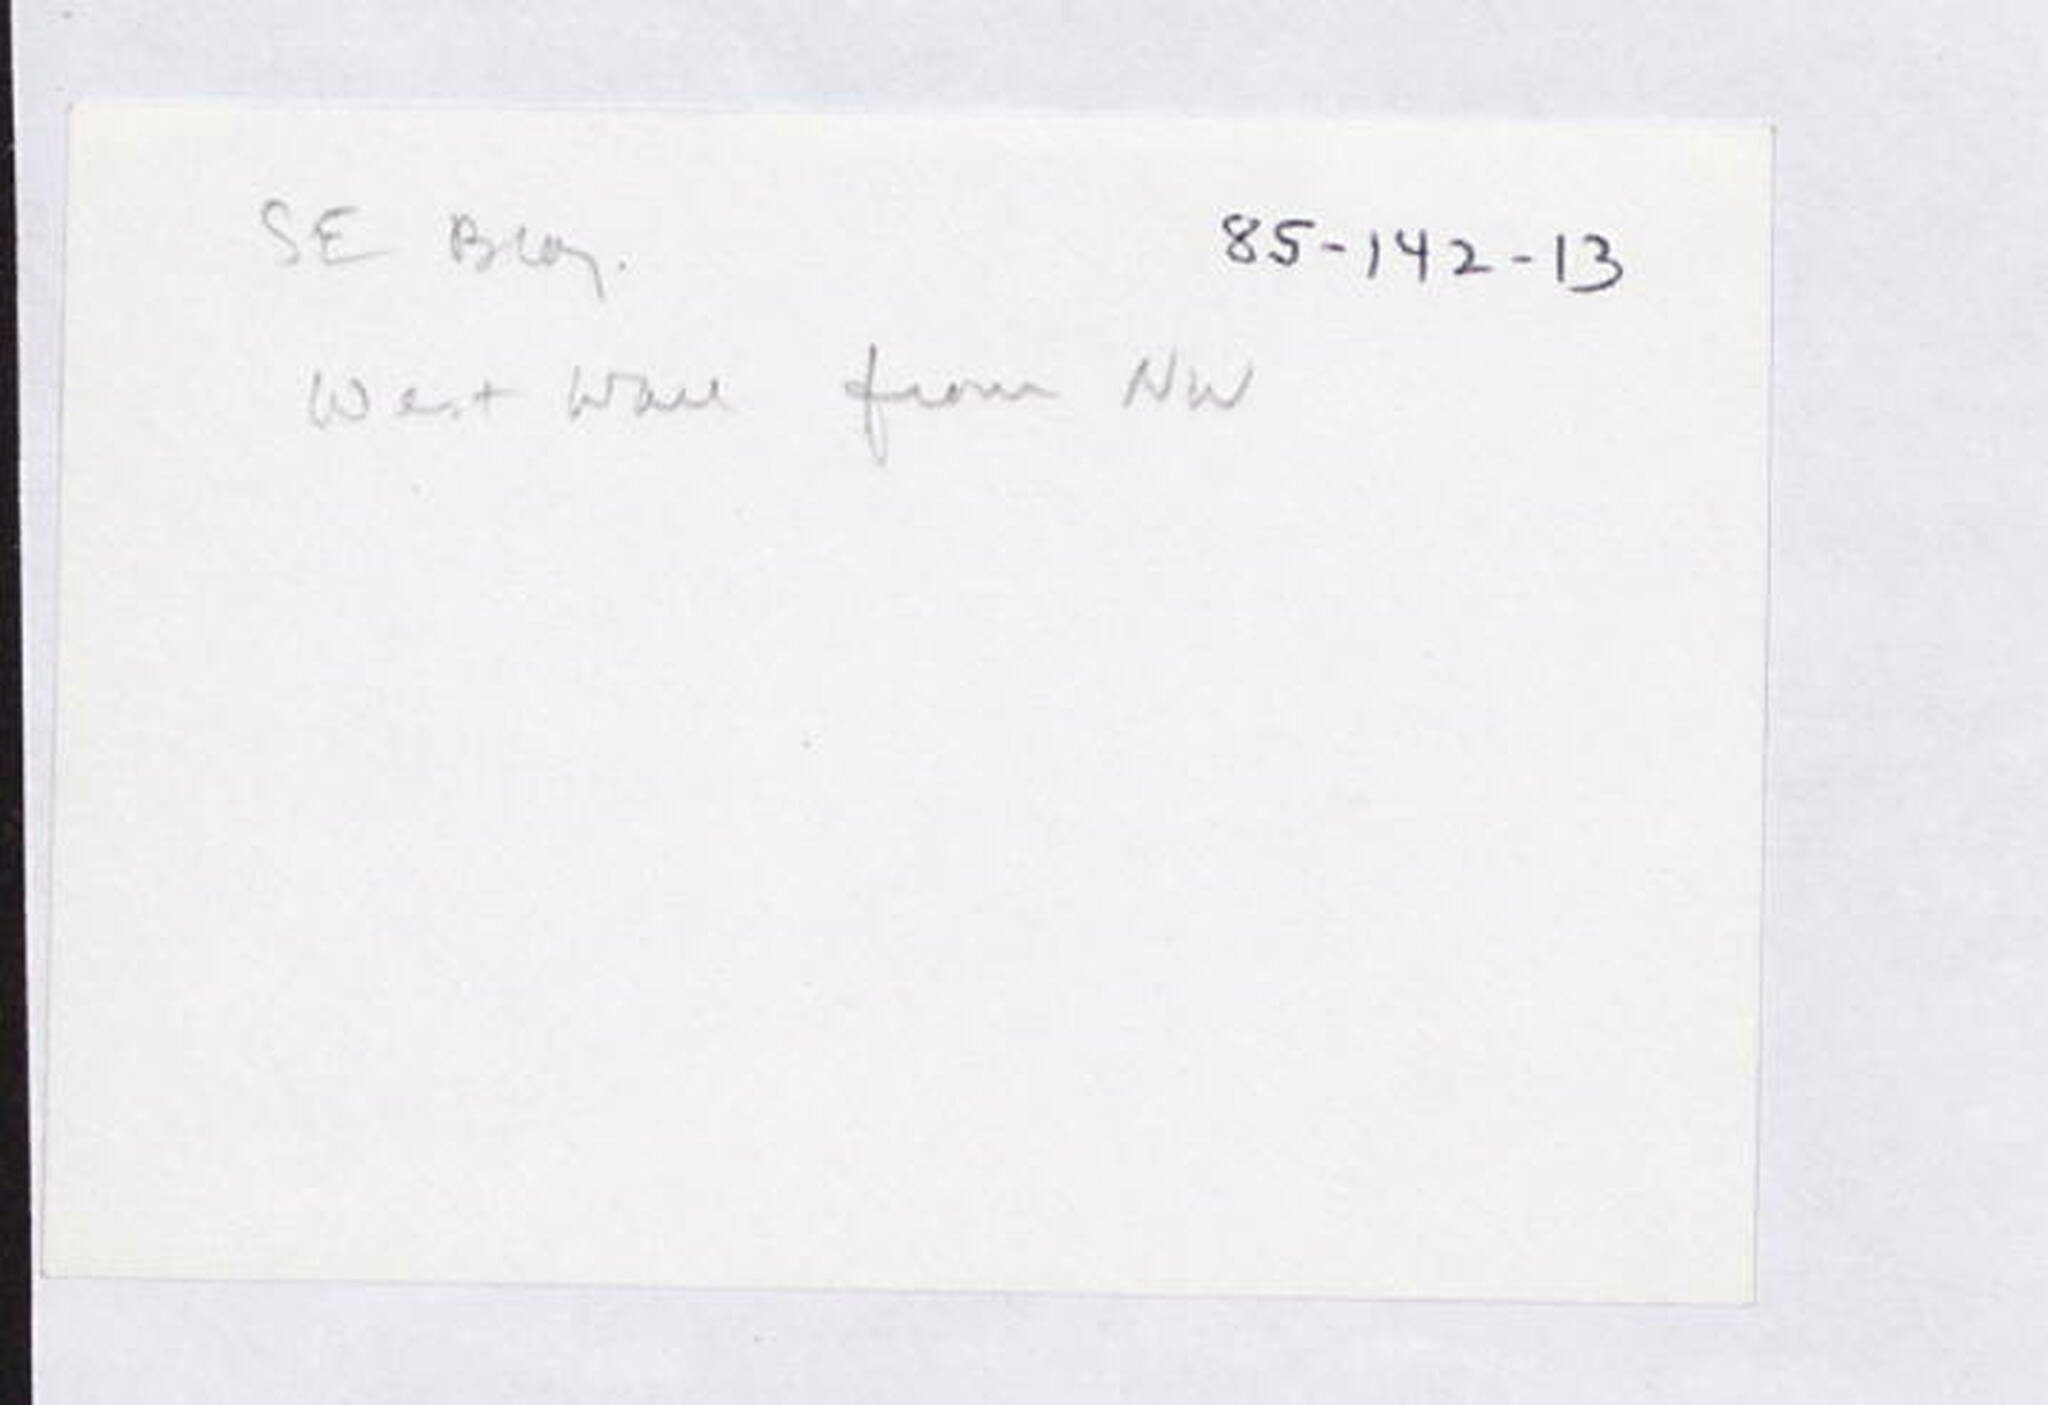 SE Bldg. 85-142-13
West Wall from NW